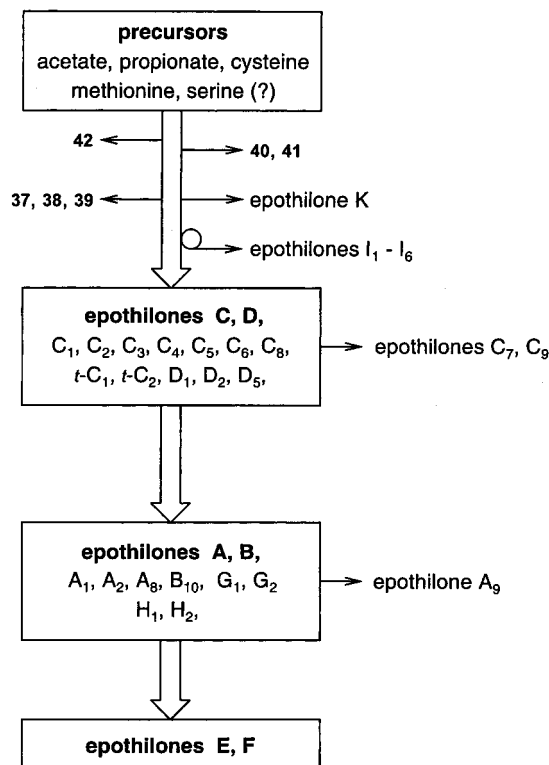 precursors
acetate, propionate, cysteine
methionine, serine (?)
42
40, 41
37, 38, 39
epothilone K
epothilones I₁ - I₆
epothilones C, D,
C₁, C₂, C₃, C₄, C₅, C₆, C₈,
t-C₁, t-C₂, D₁, D₂, D₅,
epothilones C₇, C₉
epothilones A, B,
A₁, A₂, A₈, B₁₀, G₁, G₂
H₁, H₂,
epothilone A₉
epothilones E, F